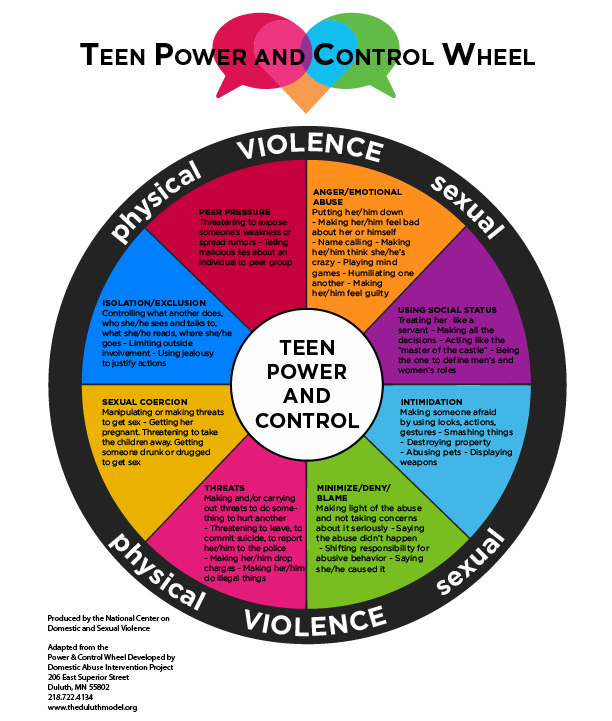 TEEN POWER AND CONTROL WHEEL
physical VIOLENCE sexual
PEER PRESSURE
Threatening to expose
someone's weakness or
spread rumors - Telling
malicious lies about an
individual to peer group
ANGER/EMOTIONAL
ABUSE
Putting her/him down
- Making her/him feel bad
about her or himself
- Name calling - Making
her/him think she/he's
crazy - Playing mind
games - Humiliating one
another - Making
her/him feel guilty
ISOLATION/EXCLUSION
Controlling what another does,
who she/he sees and talks to,
what she/he reads, where she/he
goes - Limiting outside
involvement - Using jealousy
to justify actions
USING SOCIAL STATUS
Treating her like a
servant - Making all the
decisions - Acting like the
"master of the castle" - Being
the one to define men's and
women's roles
TEEN
POWER
AND
CONTROL
SEXUAL COERCION
Manipulating or making threats
to get sex - Getting her
pregnant. Threatening to take
the children away. Getting
someone drunk or drugged
to get sex
INTIMIDATION
Making someone afraid
by using looks, actions,
gestures - Smashing things
- Destroying property
- Abusing pets - Displaying
weapons
THREATS
Making and/or carrying
out threats to do some-
thing to hurt another
- Threatening to leave, to
commit suicide, to report
her/him to the police
- Making her/him drop
charges - Making her/him
do illegal things
MINIMIZE/DENY/
BLAME
Making light of the abuse
and not taking concerns
about it seriously - Saying
the abuse didn't happen
- Shifting responsibility for
abusive behavior - Saying
she/he caused it
physical VIOLENCE sexual
Produced by the National Center on
Domestic and Sexual Violence
Adapted from the
Power & Control Wheel Developed by
Domestic Abuse Intervention Project
206 East Superior Street
Duluth, MN 55802
218.722.4134
www.theduluthmodel.org